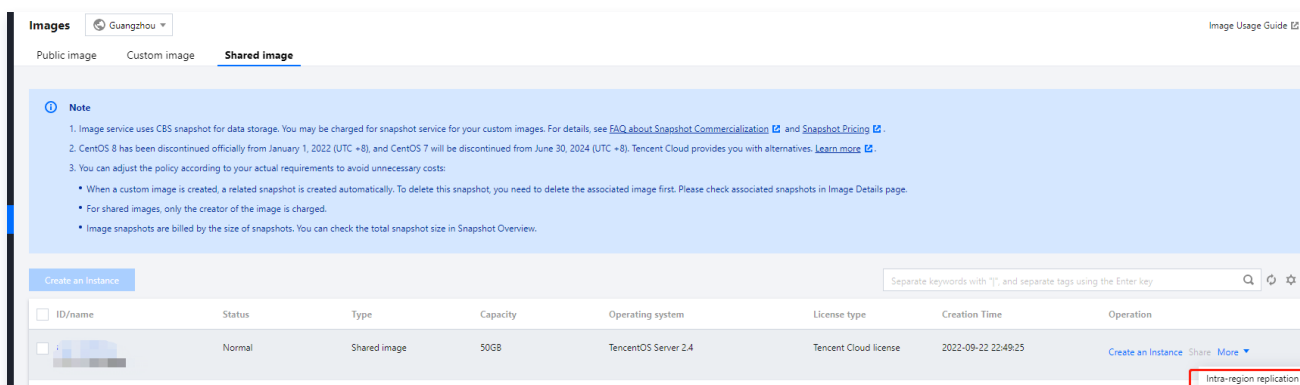 Images Guangzhou Image Usage Guide
Public image Custom image Shared image
Note
1. Image service uses CBS snapshot for data storage. You may be charged for snapshot service for your custom images. For details, see FAQ about Snapshot Commercialization and Snapshot Pricing .
2. CentOS 8 has been discontinued officially from January 1, 2022 (UTC +8), and CentOS 7 will be discontinued from June 30, 2024 (UTC +8). Tencent Cloud provides you with alternatives. Learn more .
3. You can adjust the policy according to your actual requirements to avoid unnecessary costs:
• When a custom image is created, a related snapshot is created automatically. To delete this snapshot, you need to delete the associated image first. Please check associated snapshots in Image Details page.
• For shared images, only the creator of the image is charged.
• Image snapshots are billed by the size of snapshots. You can check the total snapshot size in Snapshot Overview.
Create an Instance Separate keywords with "|", and separate tags using the Enter key
ID/name Status Type Capacity Operating system License type Creation Time Operation
Normal Shared image 50GB TencentOS Server 2.4 Tencent Cloud license 2022-09-22 22:49:25 Create an Instance Share More
Intra-region replication